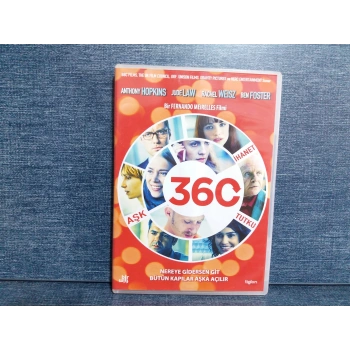 ANTHONY HOPKINS JUDE LAW RACHEL WEISZ BEN FOSTER
Bir FERNANDO MEIRELLES Filmi
İHANET
360
AŞK
TUTKU
NEREYE GİDERSEN GİT
BÜTÜN KAPILAR AŞKA AÇILIR